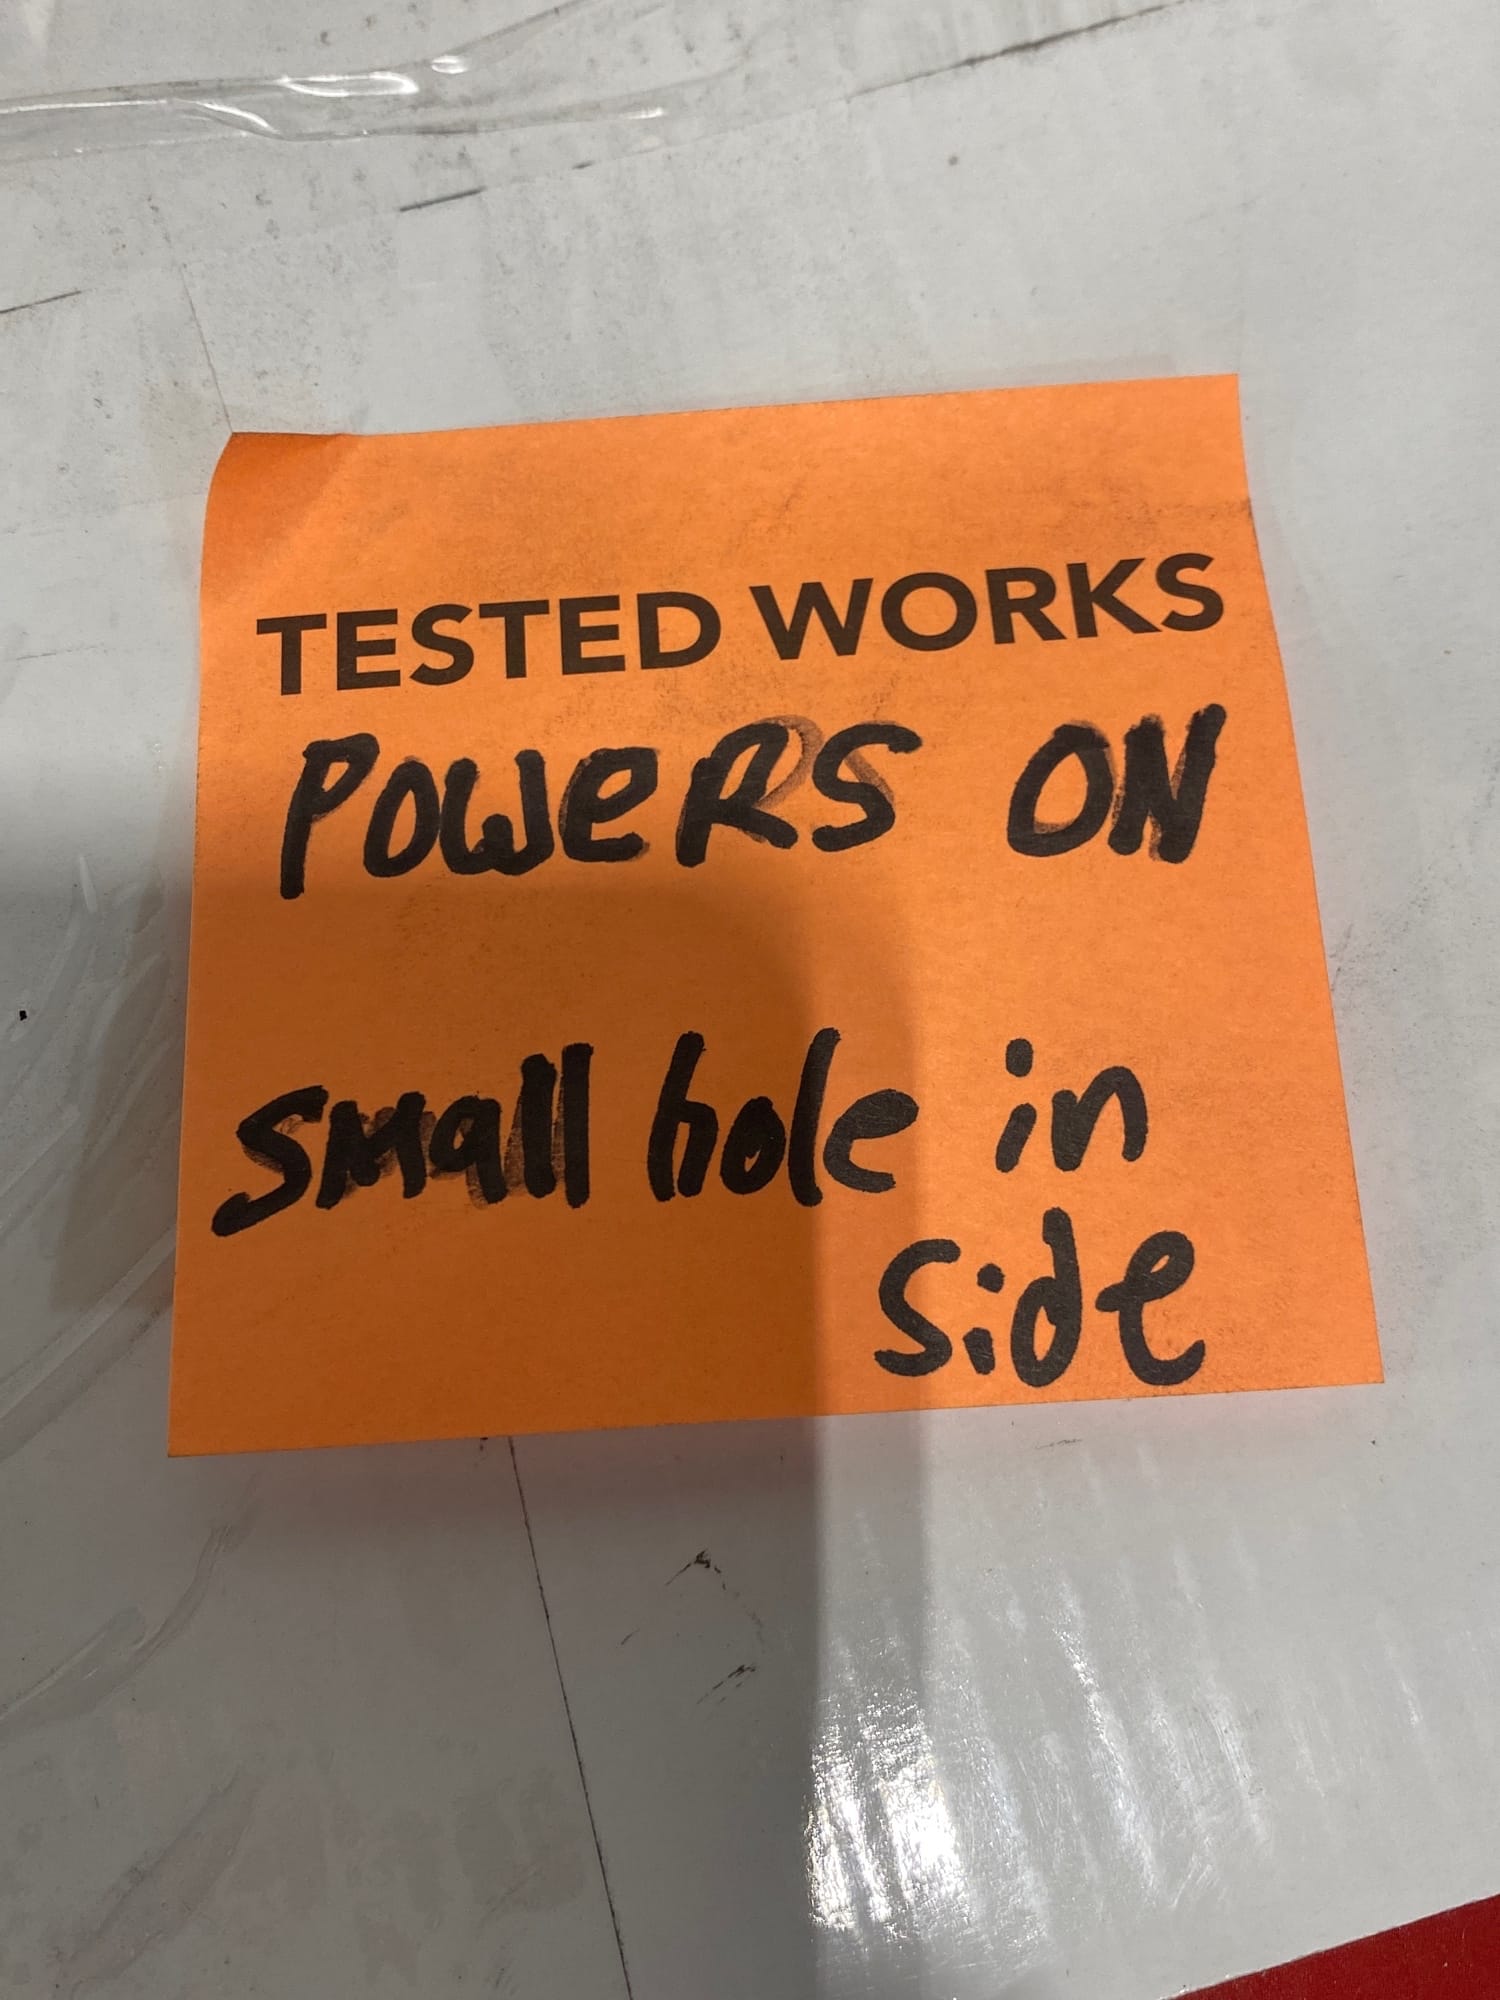 TESTED WORKS
POWeRS ON
small hole in
side